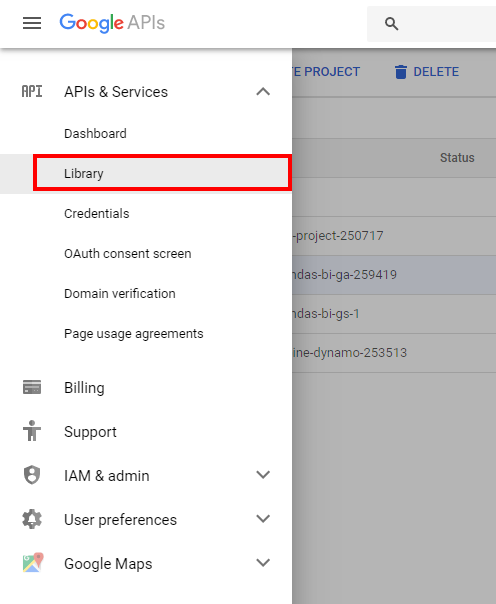 Google APIs
API APIs & Services
Dashboard
Library
Credentials
OAuth consent screen
Domain verification
Page usage agreements
Billing
Support
IAM & admin
User preferences
Google Maps
PROJECT
DELETE
Status
-project-250717
ndas-bi-ga-259419
ndas-bi-gs-1
ine-dynamo-253513